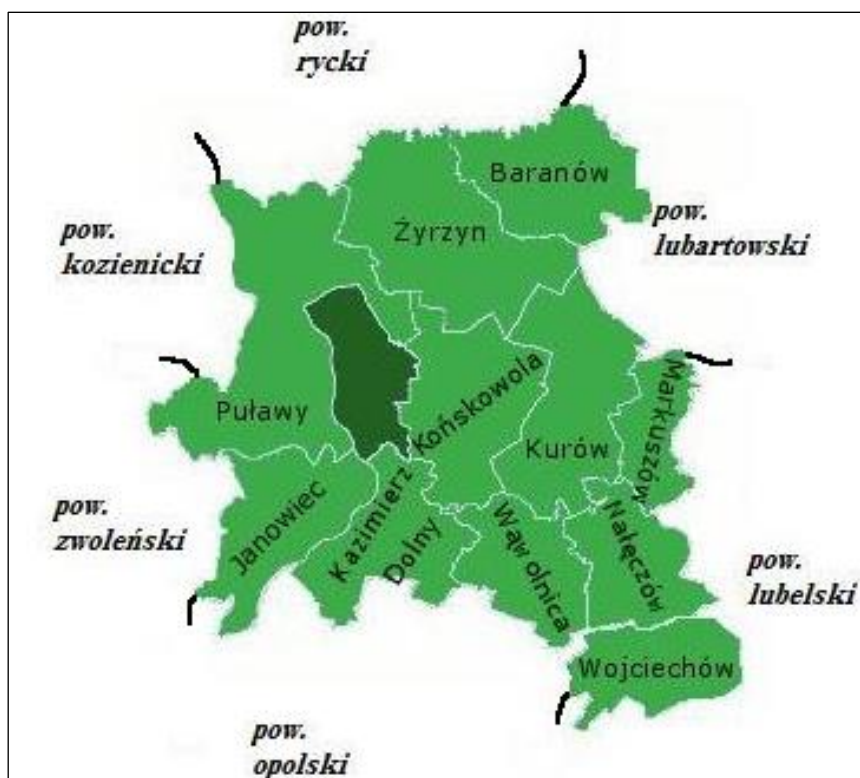 pow.
rycki
Baranów
pow.
lubartowski
Żyrzyn
pow.
kozienicki
Markuszów
Puławy
Końskowola
Kurów
Kazimierz
Dolny
Janowiec
Wąwolnica
Nałęczów
pow.
zwoleński
pow.
lubelski
Wojciechów
pow.
opolski